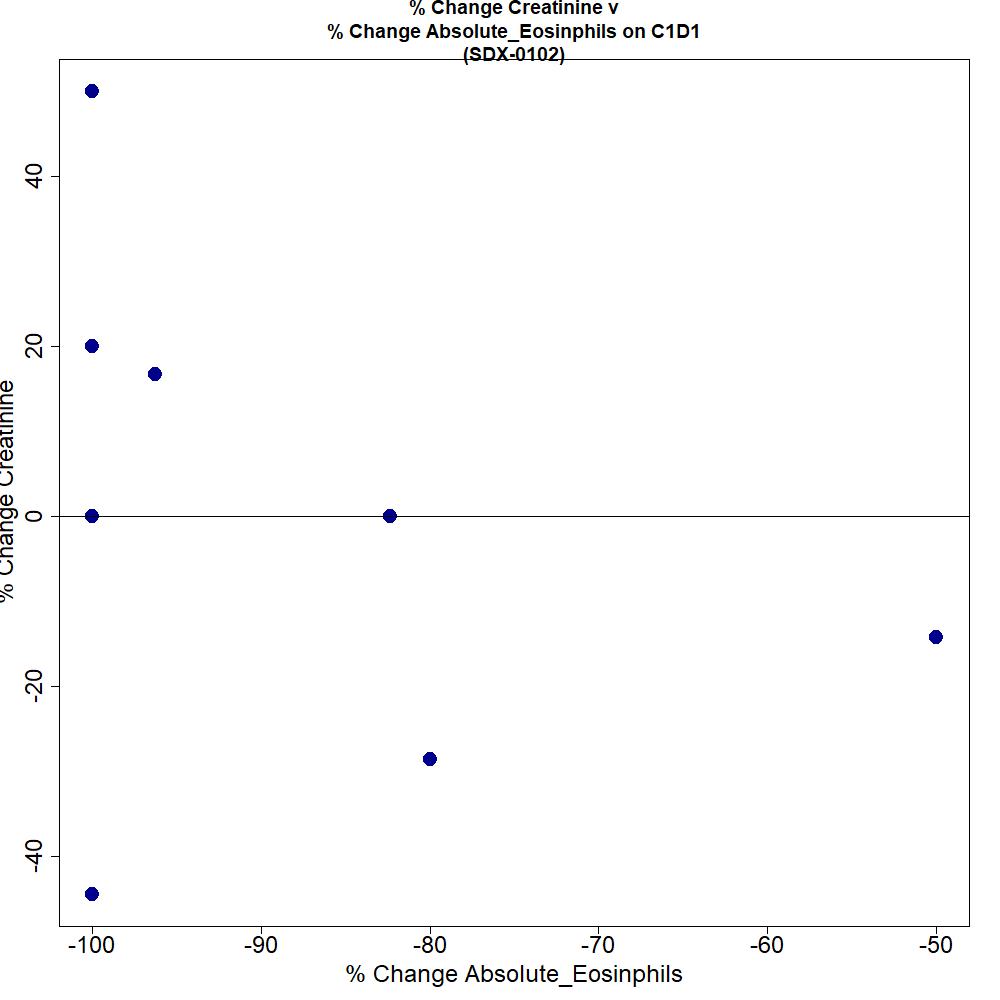 % Change Creatinine v
% Change Absolute_Eosinphils on C1D1
(SDX-0102)
% Change Creatinine
40
20
0
-20
-40
-100
-90
-80
-70
-60
-50
% Change Absolute_Eosinphils